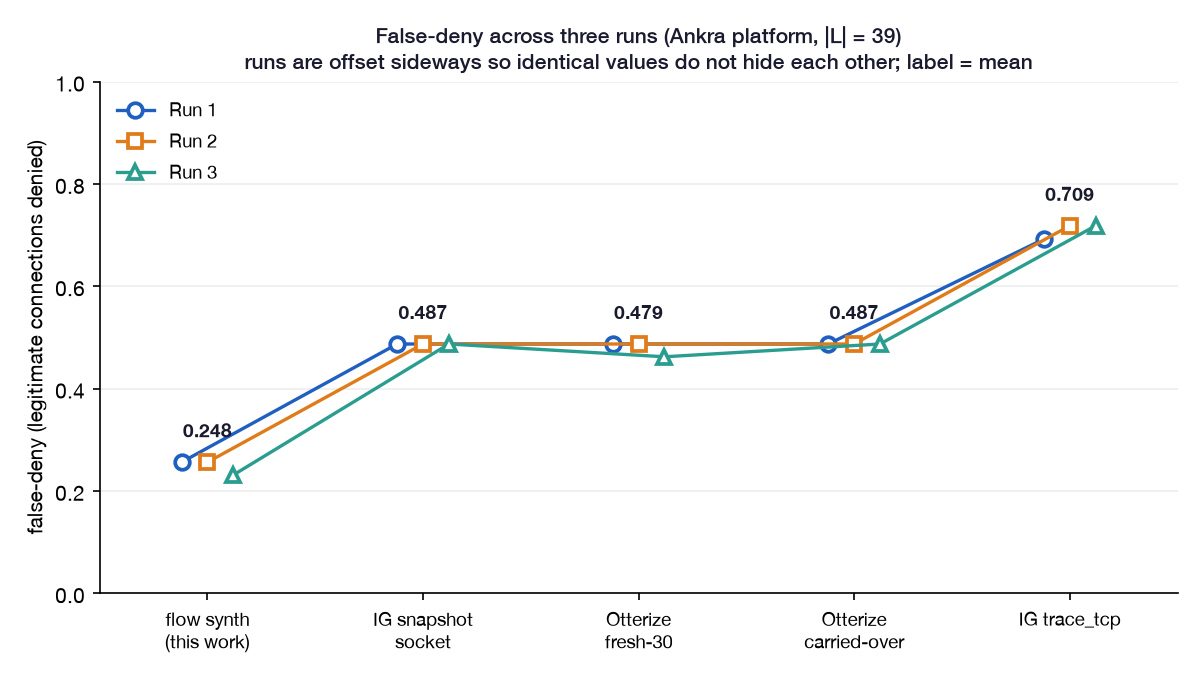 False-deny across three runs (Ankra platform, |L| = 39)
runs are offset sideways so identical values do not hide each other; label = mean
false-deny (legitimate connections denied)
1.0
0.8
0.6
0.4
0.2
0.0
Run 1
Run 2
Run 3
0.248
0.487
0.479
0.487
0.709
flow synth
(this work)
IG snapshot
socket
Otterize
fresh-30
Otterize
carried-over
IG trace_tcp